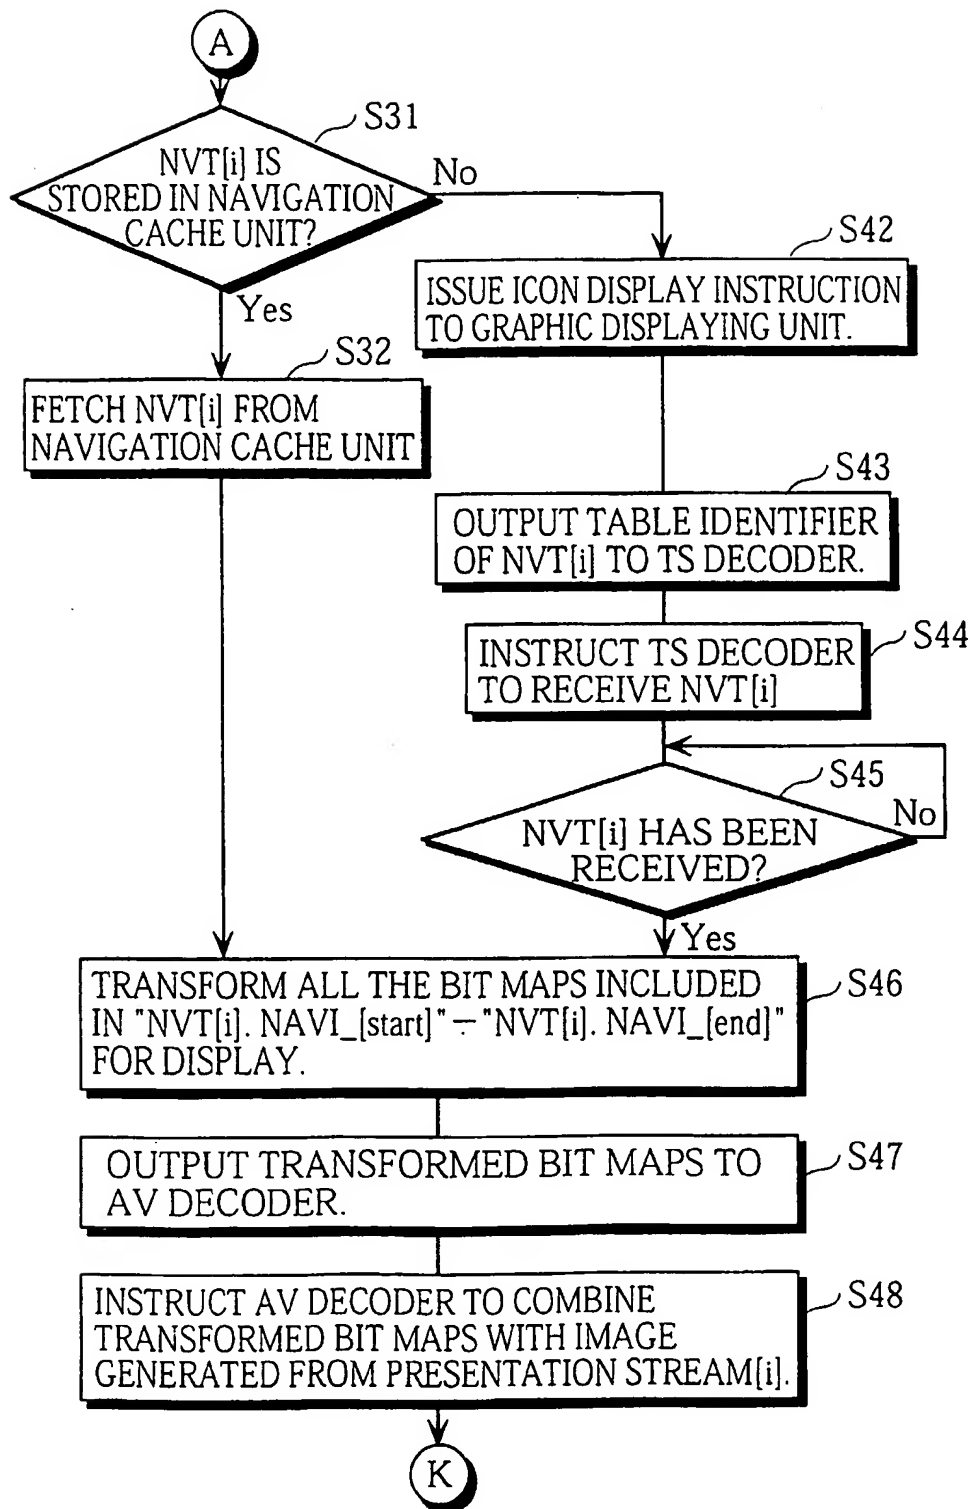 A
S31
NVT[i] IS
STORED IN NAVIGATION
CACHE UNIT?
No
Yes
S42
ISSUE ICON DISPLAY INSTRUCTION
TO GRAPHIC DISPLAYING UNIT.
S32
FETCH NVT[i] FROM
NAVIGATION CACHE UNIT
S43
OUTPUT TABLE IDENTIFIER
OF NVT[i] TO TS DECODER.
S44
INSTRUCT TS DECODER
TO RECEIVE NVT[i]
S45
No
NVT[i] HAS BEEN
RECEIVED?
Yes
S46
TRANSFORM ALL THE BIT MAPS INCLUDED
IN "NVT[i]. NAVI_[start]" – "NVT[i]. NAVI_[end]"
FOR DISPLAY.
S47
OUTPUT TRANSFORMED BIT MAPS TO
AV DECODER.
S48
INSTRUCT AV DECODER TO COMBINE
TRANSFORMED BIT MAPS WITH IMAGE
GENERATED FROM PRESENTATION STREAM[i].
K